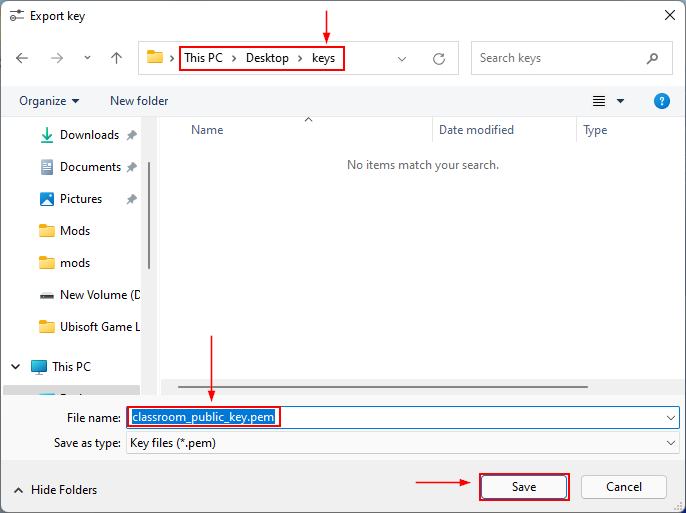 Export key
This PC > Desktop > keys
Search keys
Organize
New folder
?
Name
Date modified
Type
No items match your search.
Downloads
Documents
Pictures
Mods
mods
New Volume (D
Ubisoft Game L
This PC
File name: classroom_public_key.pem
Save as type: Key files (*.pem)
Hide Folders
Save
Cancel